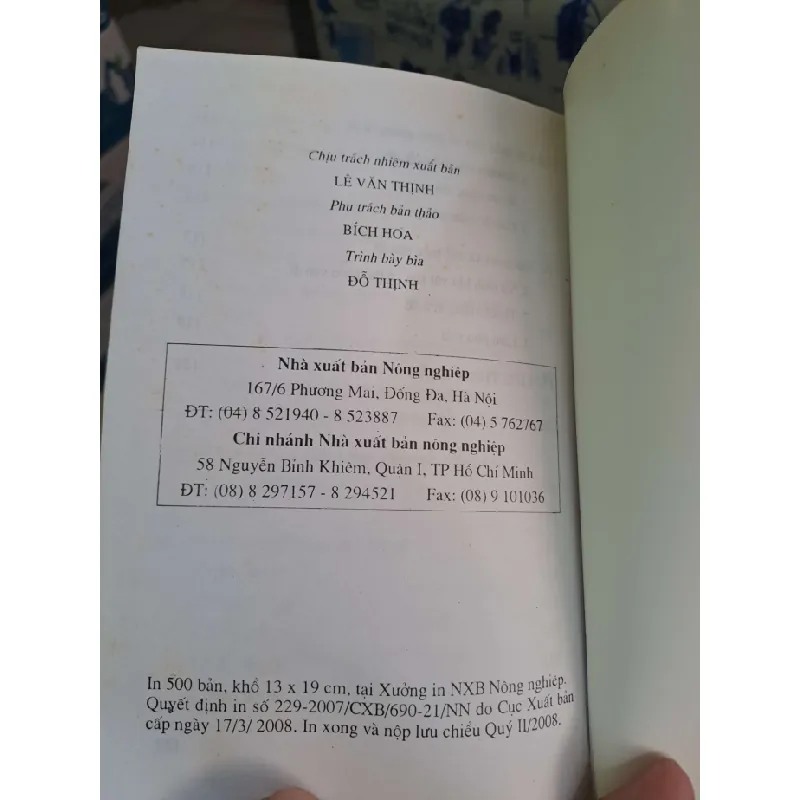 Chịu trách nhiệm xuất bản
LÊ VĂN THỊNH
Phụ trách bản thảo
BÍCH HOA
Trình bày bìa
ĐỖ THỊNH
Nhà xuất bản Nông nghiệp
167/6 Phương Mai, Đống Đa, Hà Nội
ĐT: (04) 8 521940 - 8 523887 Fax: (04) 5 762767
Chi nhánh Nhà xuất bản nông nghiệp
58 Nguyễn Bỉnh Khiêm, Quận I, TP Hồ Chí Minh
ĐT: (08) 8 297157 - 8 294521 Fax: (08) 9 101036
In 500 bản, khổ 13 x 19 cm, tại Xưởng in NXB Nông nghiệp.
Quyết định in số 229-2007/CXB/690-21/NN do Cục Xuất bản
cấp ngày 17/3/ 2008. In xong và nộp lưu chiểu Quý II/2008.